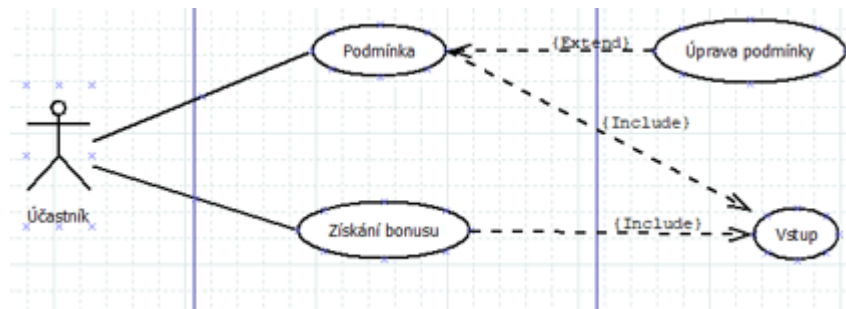 Podmínka
{Extend}
Úprava podmínky
{Include}
Účastník
Získání bonusu
{Include}
Vstup